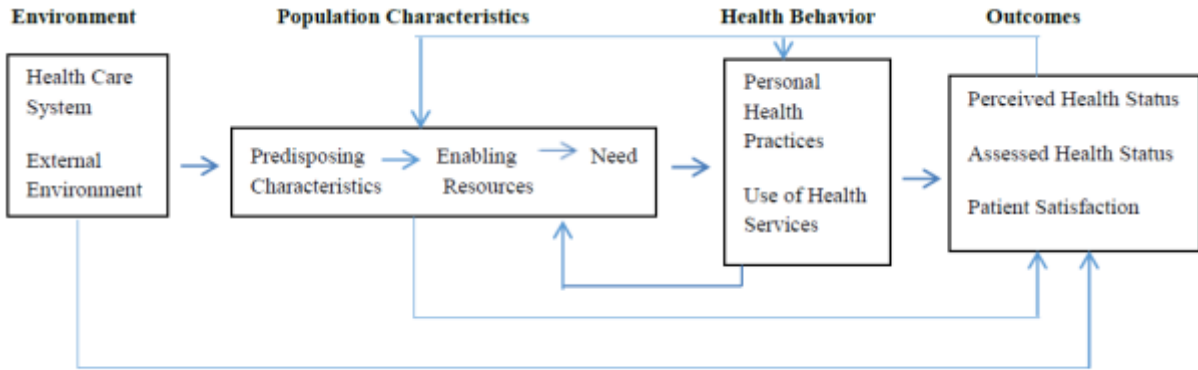 Environment
Population Characteristics
Health Behavior
Outcomes
Health Care
System
External
Environment
Predisposing
Characteristics
Enabling
Resources
Need
Personal
Health
Practices
Use of Health
Services
Perceived Health Status
Assessed Health Status
Patient Satisfaction